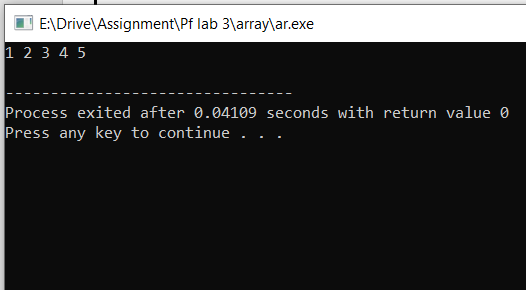 E:\Drive\Assignment\Pf lab 3\array\ar.exe
1 2 3 4 5
--------------------------------
Process exited after 0.04109 seconds with return value 0
Press any key to continue . . .